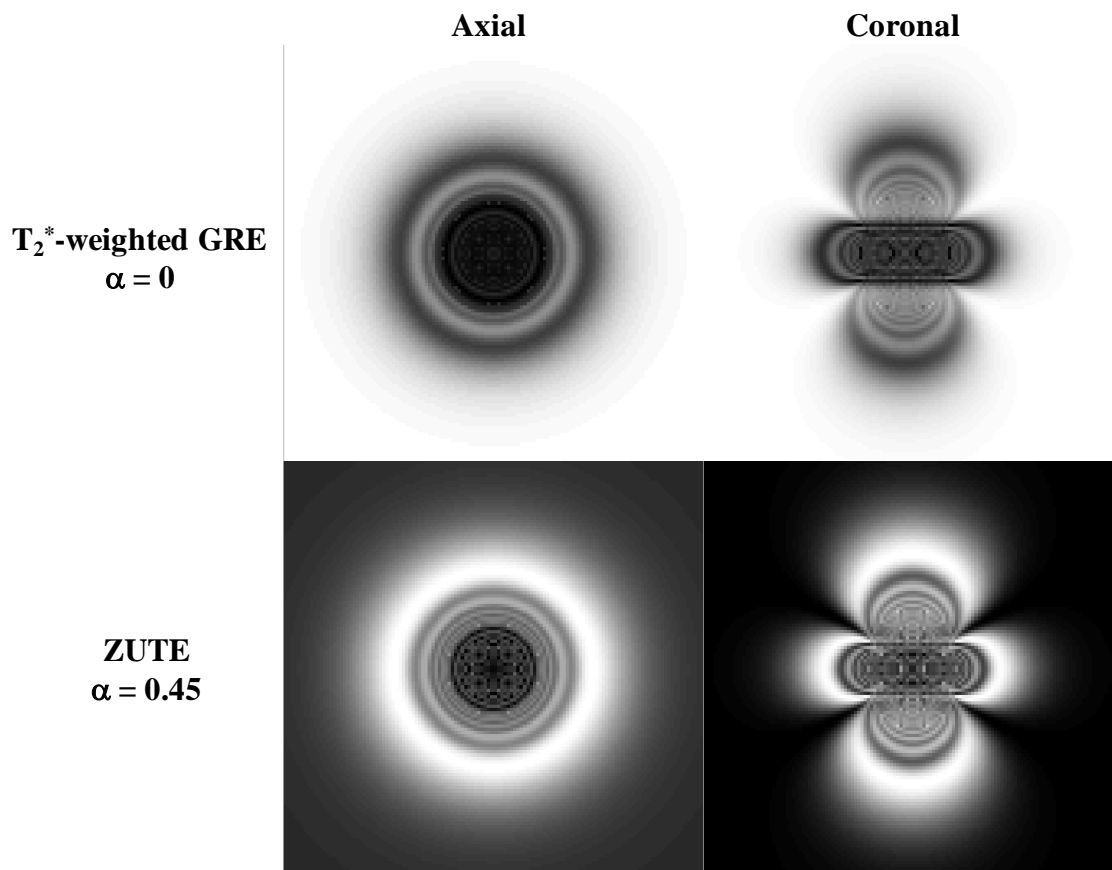 Axial
Coronal
T₂*-weighted GRE
α = 0
ZUTE
α = 0.45